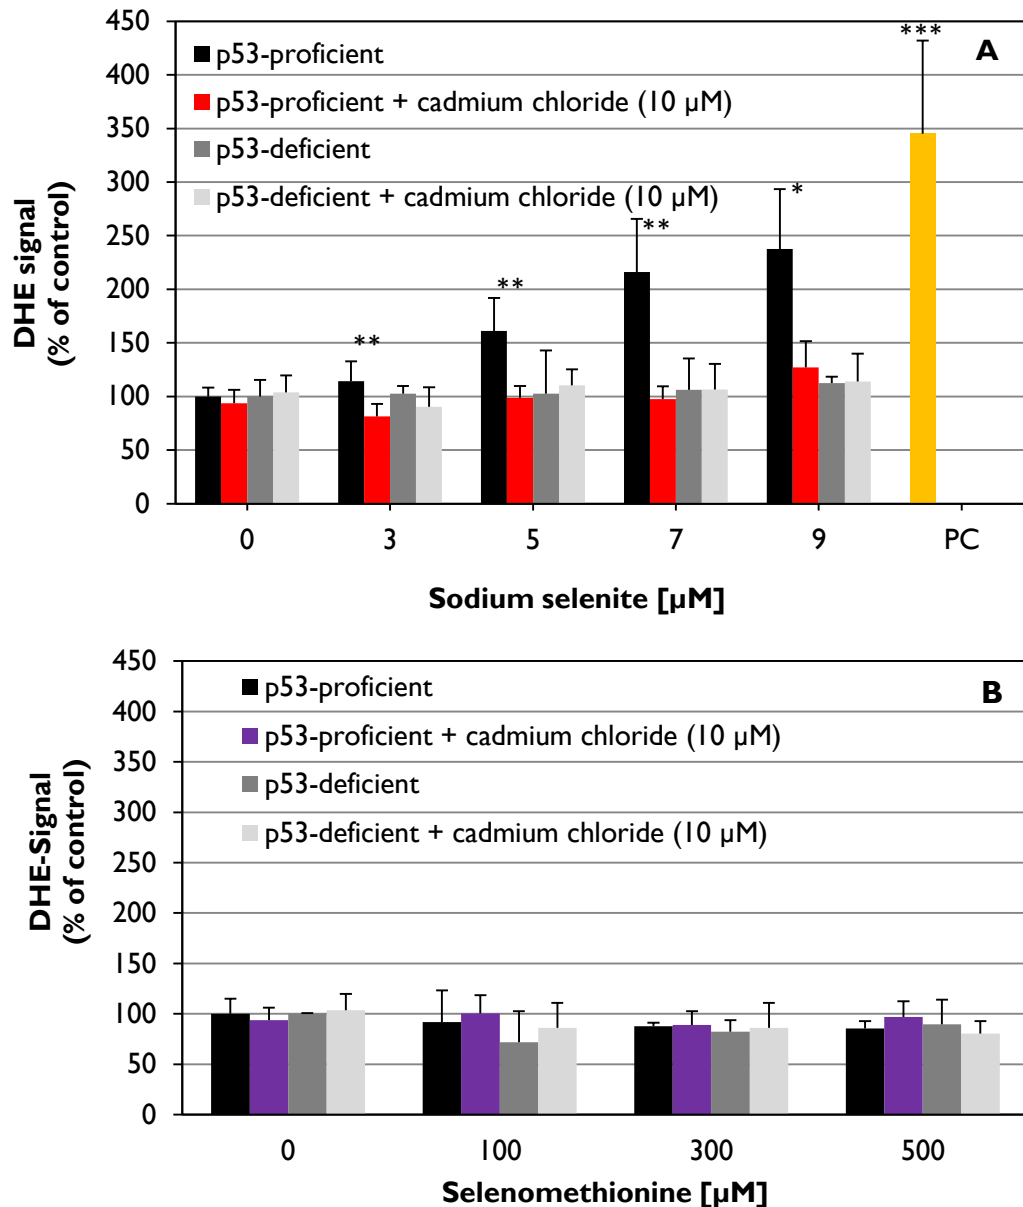 450
400
350
300
250
200
150
100
50
0
DHE signal
(% of control)
p53-proficient
p53-proficient + cadmium chloride (10 µM)
p53-deficient
p53-deficient + cadmium chloride (10 µM)
A
**
**
**
*
***
0 3 5 7 9 PC
Sodium selenite [µM]
450
400
350
300
250
200
150
100
50
0
DHE-Signal
(% of control)
p53-proficient
p53-proficient + cadmium chloride (10 µM)
p53-deficient
p53-deficient + cadmium chloride (10 µM)
B
0 100 300 500
Selenomethionine [µM]